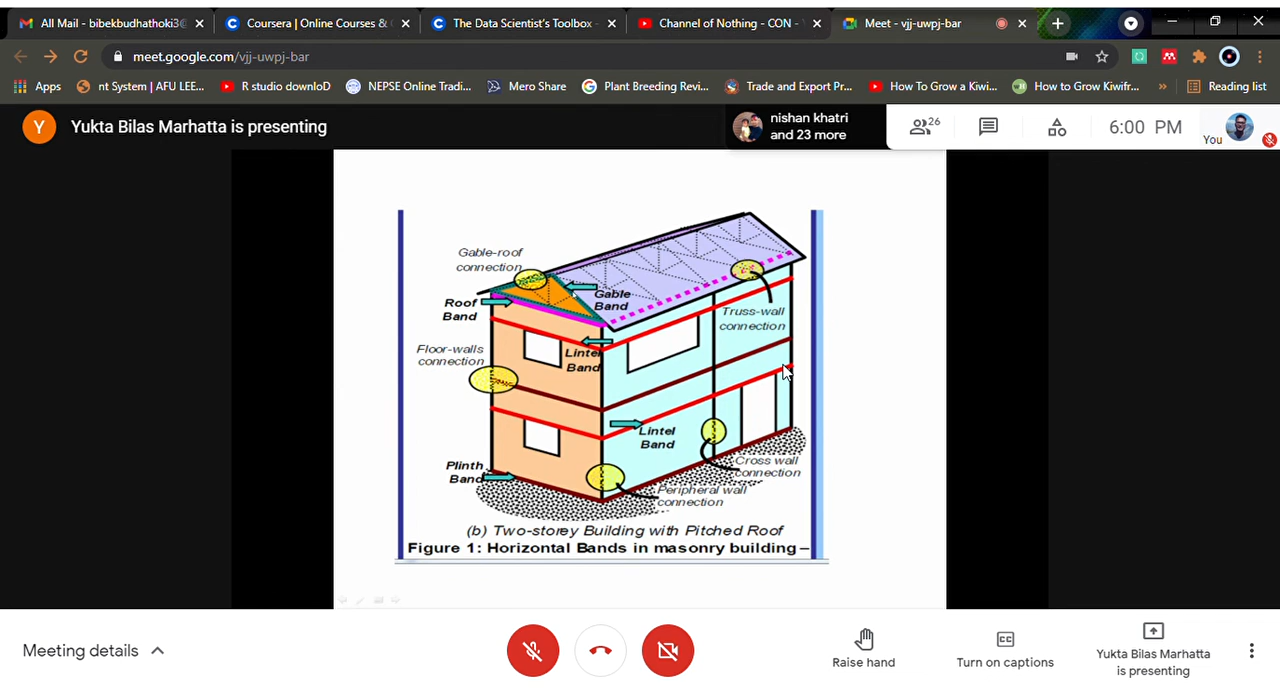 All Mail - bibekbudhathoki3@
Coursera | Online Courses &
The Data Scientist's Toolbox -
Channel of Nothing - CON -
Meet - vjj-uwpj-bar
meet.google.com/vjj-uwpj-bar
Apps
nt System | AFU LEE...
R studio downloD
NEPSE Online Tradi...
Mero Share
Plant Breeding Revi...
Trade and Export Pr...
How To Grow a Kiwi...
How to Grow Kiwifr...
»
Reading list
Y
Yukta Bilas Marhatta is presenting
nishan khatri
and 23 more
26
6:00 PM
You
Gable-roof
connection
Roof
Band
Gable
Band
Truss-wall
connection
Floor-walls
connection
Lintel
Band
Lintel
Band
Plinth
Band
Cross wall
connection
Peripheral wall
connection
(b) Two-storey Building with Pitched Roof
Figure 1: Horizontal Bands in masonry building –
Meeting details
Raise hand
Turn on captions
Yukta Bilas Marhatta
is presenting